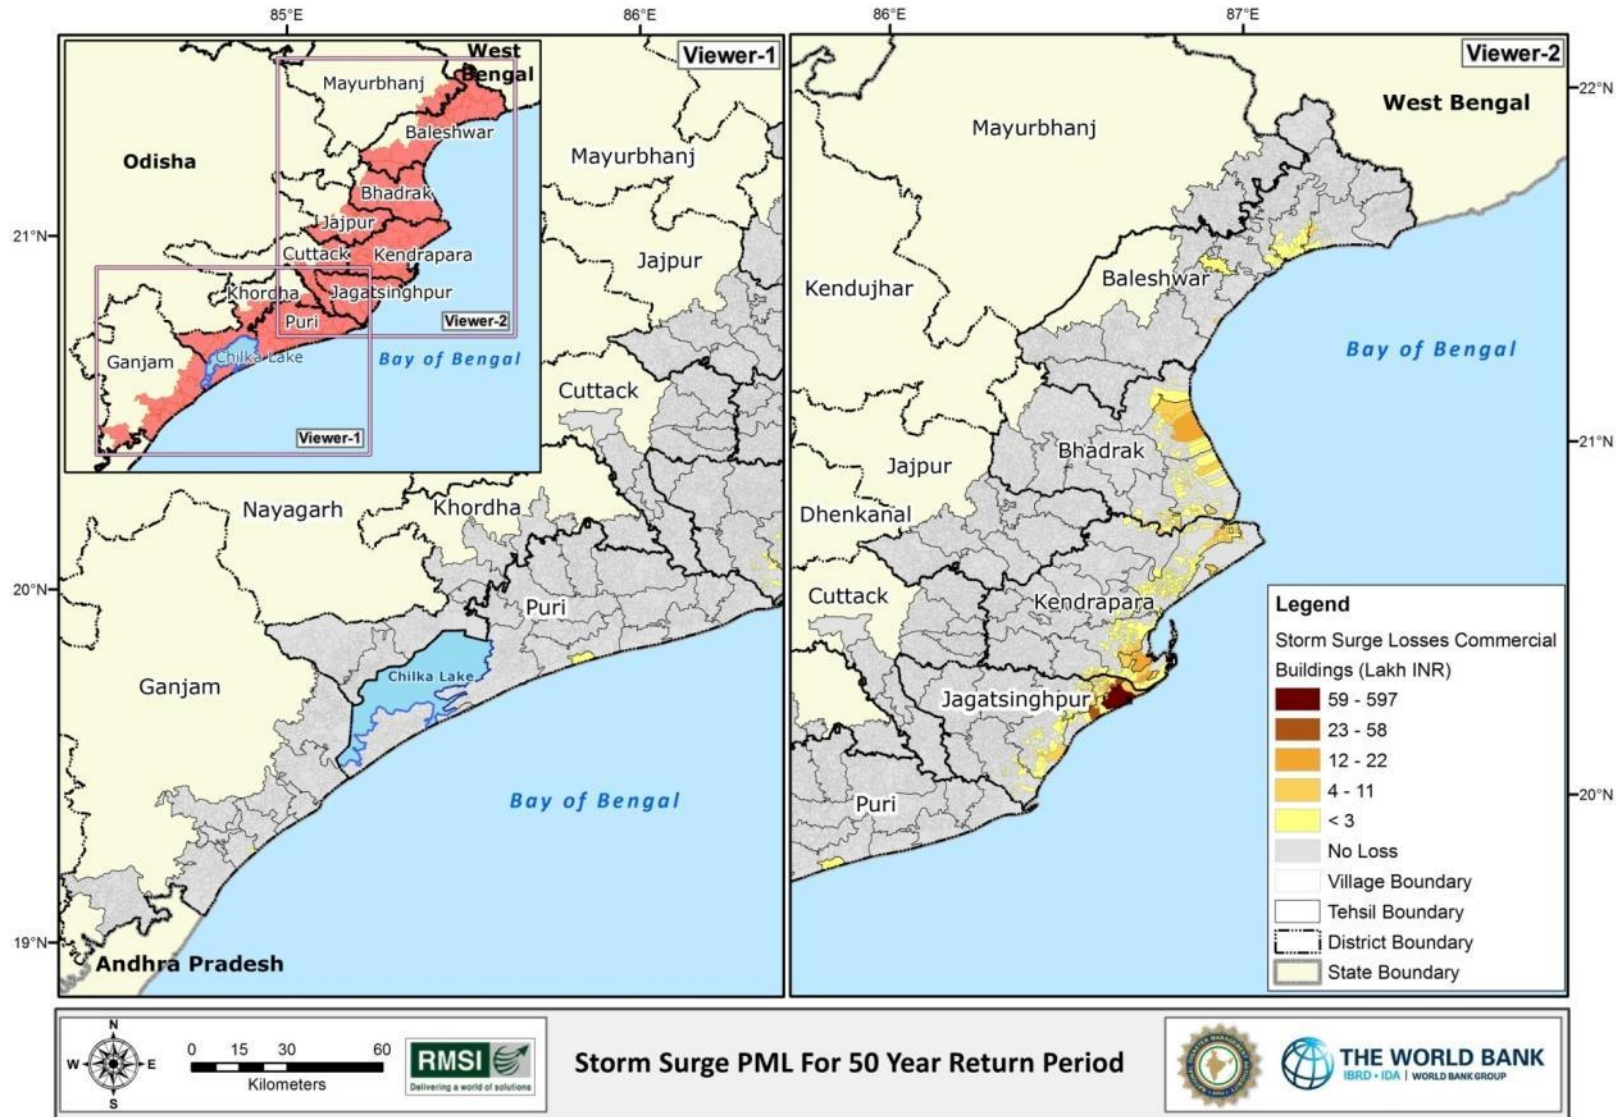 85°E
86°E
86°E
87°E
Viewer-1
West
Bengal
Mayurbhanj
Baleshwar
Odisha
Bhadrak
Jajpur
Cuttack
Kendrapara
Khordha
Jagatsinghpur
Puri
Viewer-2
Ganjam
Chilka Lake
Bay of Bengal
Viewer-1
Mayurbhanj
Jajpur
Cuttack
Nayagarh
Khordha
Puri
Ganjam
Chilka Lake
Bay of Bengal
Andhra Pradesh
21°N
20°N
19°N
Viewer-2
West Bengal
Mayurbhanj
Kendujhar
Baleshwar
Bay of Bengal
Bhadrak
Jajpur
Dhenkanal
Cuttack
Kendrapara
Jagatsinghpur
Puri
22°N
21°N
20°N
Legend
Storm Surge Losses Commercial
Buildings (Lakh INR)
59 - 597
23 - 58
12 - 22
4 - 11
< 3
No Loss
Village Boundary
Tehsil Boundary
District Boundary
State Boundary
N
W E
S
0 15 30 60
Kilometers
RMSI
Delivering a world of solutions
Storm Surge PML For 50 Year Return Period
THE WORLD BANK
IBRD • IDA | WORLD BANK GROUP